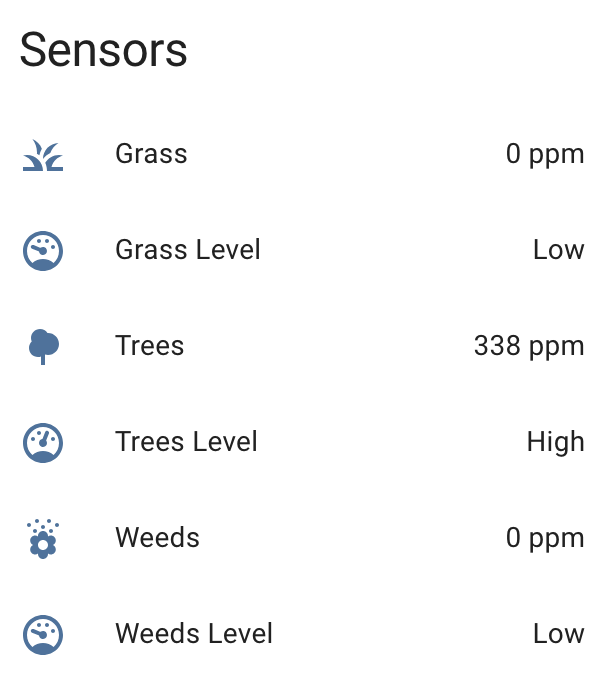 Sensors
Grass 0 ppm
Grass Level Low
Trees 338 ppm
Trees Level High
Weeds 0 ppm
Weeds Level Low